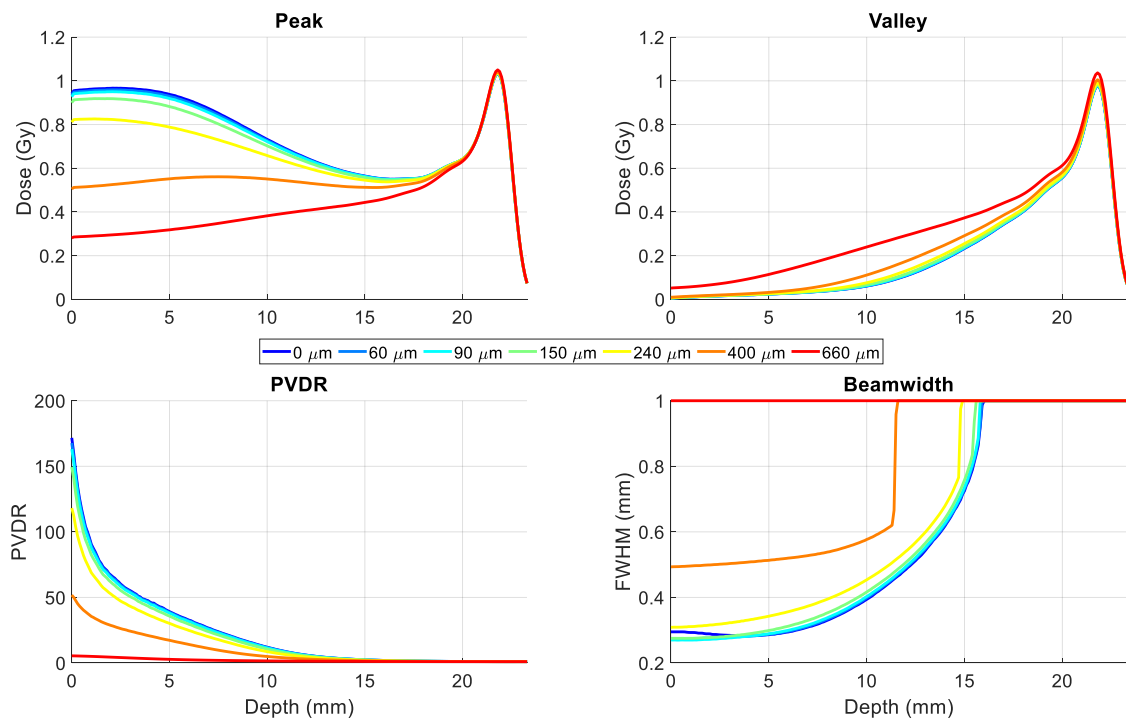 Peak
1.2
1
0.8
0.6
0.4
0.2
0
Dose (Gy)
0 5 10 15 20
Valley
1.2
1
0.8
0.6
0.4
0.2
0
Dose (Gy)
0 5 10 15 20
0 μm 60 μm 90 μm 150 μm 240 μm 400 μm 660 μm
PVDR
200
150
100
50
0
PVDR
0 5 10 15 20
Depth (mm)
Beamwidth
1
0.8
0.6
0.4
0.2
FWHM (mm)
0 5 10 15 20
Depth (mm)